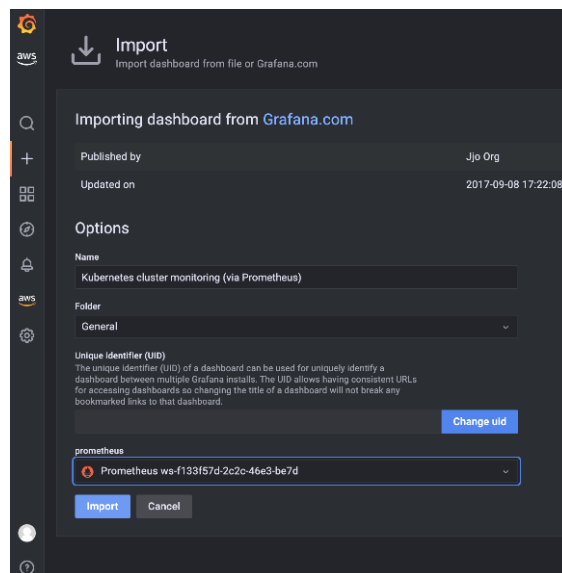 aws
Import
Import dashboard from file or Grafana.com
Importing dashboard from Grafana.com
Published by Jjo Org
Updated on 2017-09-08 17:22:08
Options
Name
Kubernetes cluster monitoring (via Prometheus)
Folder
General
Unique identifier (UID)
The unique identifier (UID) of a dashboard can be used for uniquely identify a
dashboard between multiple Grafana installs. The UID allows having consistent URLs
for accessing dashboards so changing the title of a dashboard will not break any
bookmarked links to that dashboard.
Change uid
prometheus
Prometheus ws-f133f57d-2c2c-46e3-be7d
Import Cancel
aws